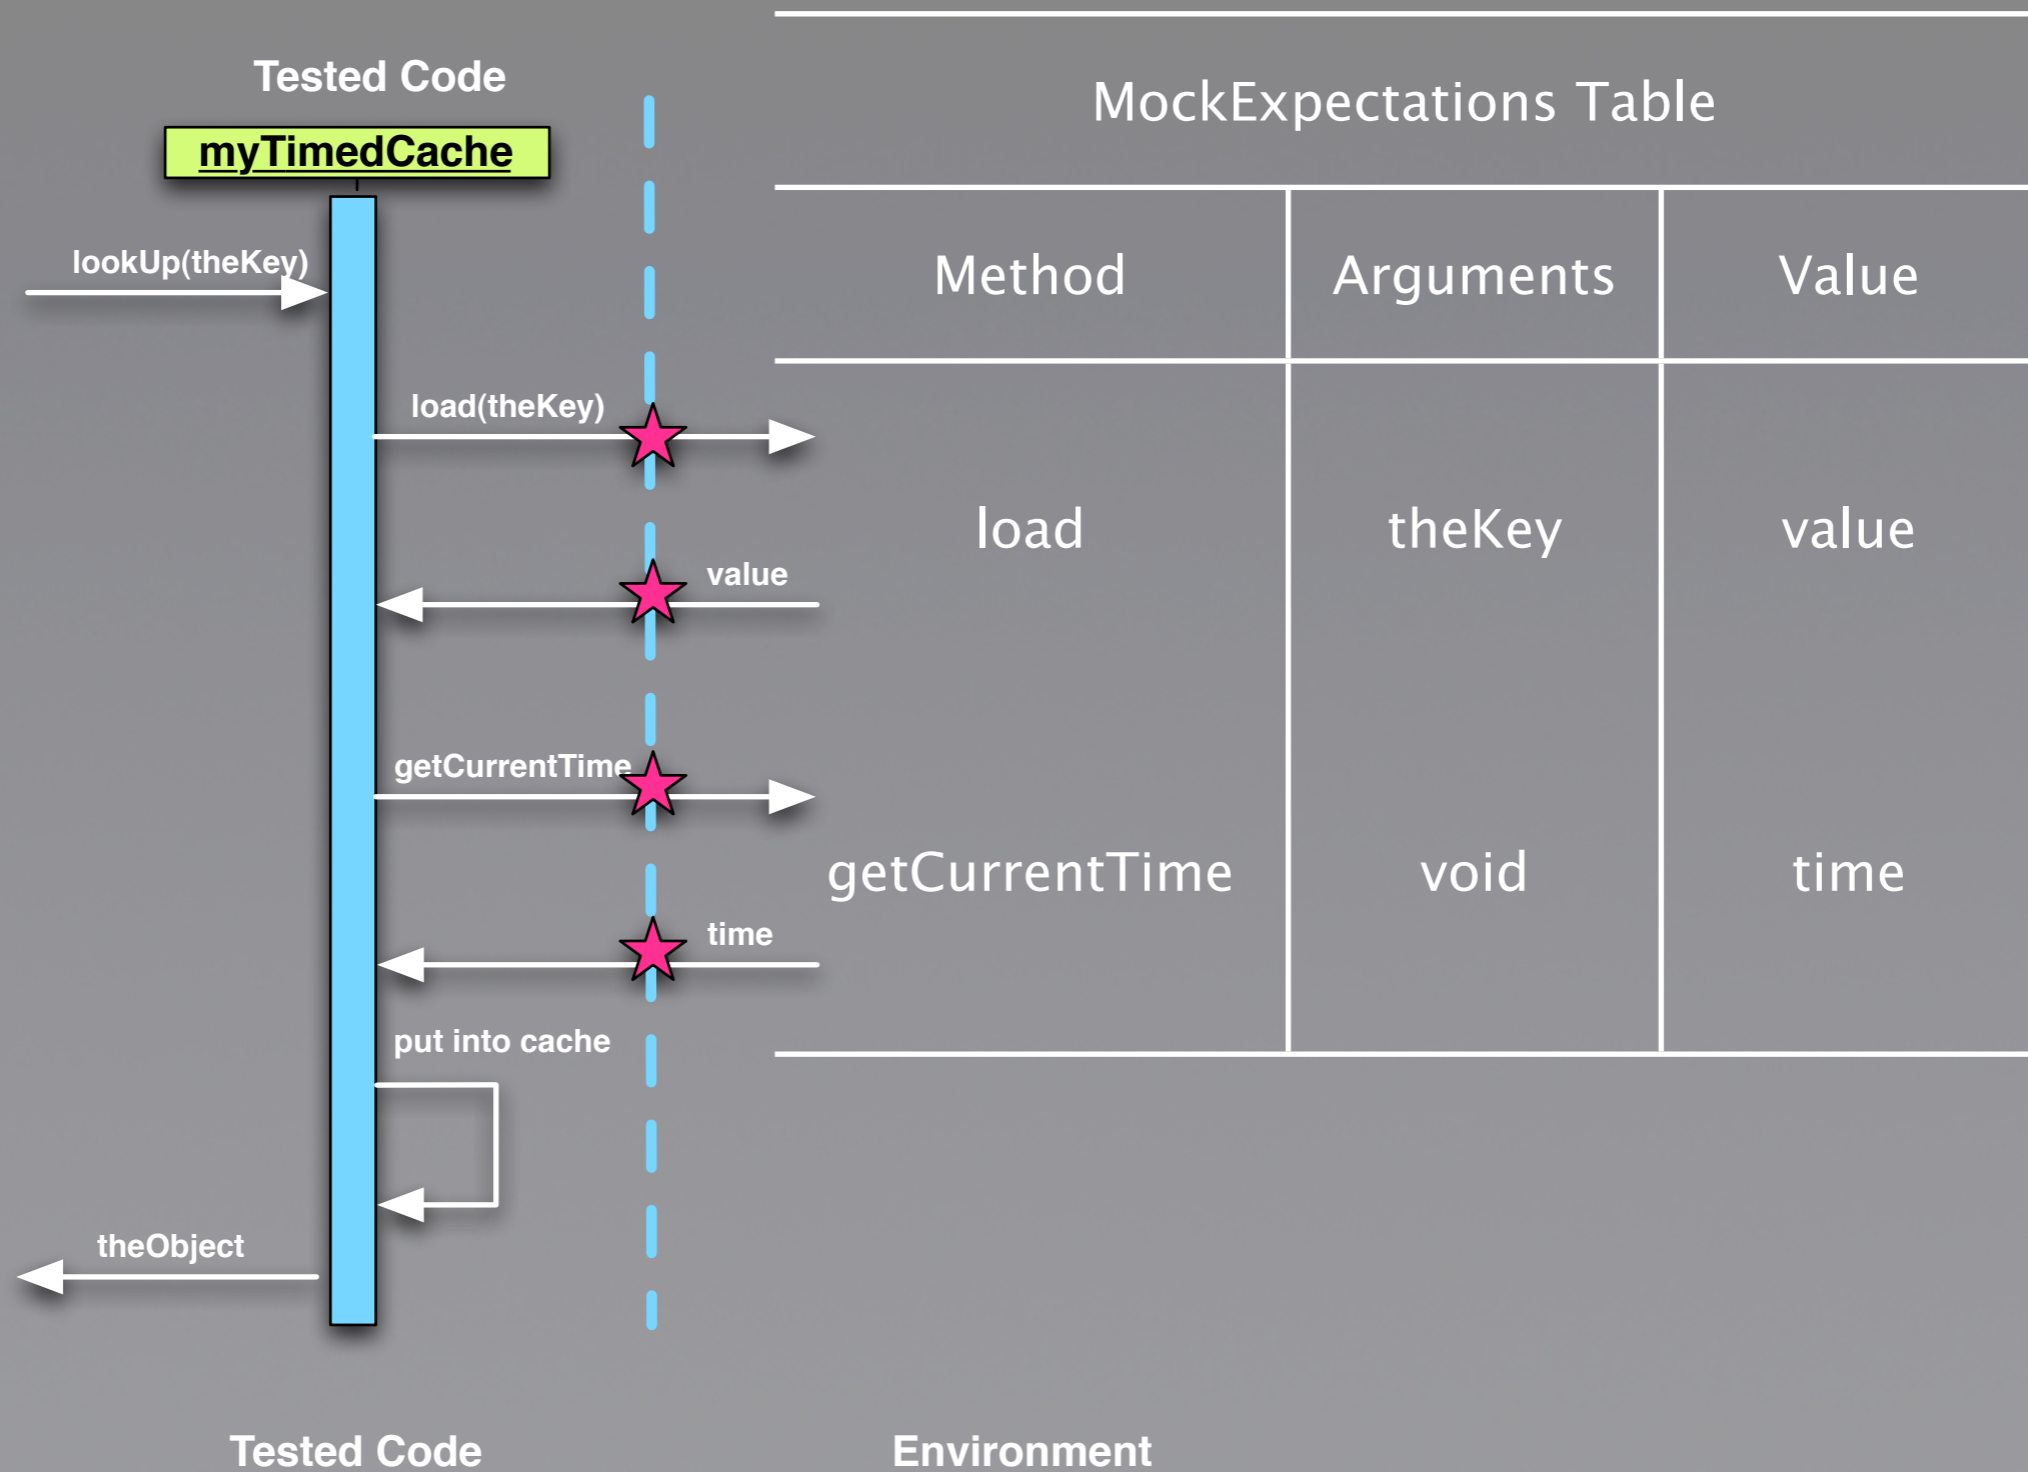 Tested Code
myTimedCache
lookUp(theKey)
load(theKey)
value
getCurrentTime
time
put into cache
theObject
MockExpectations Table
Method Arguments Value
load theKey value
getCurrentTime void time
Tested Code
Environment